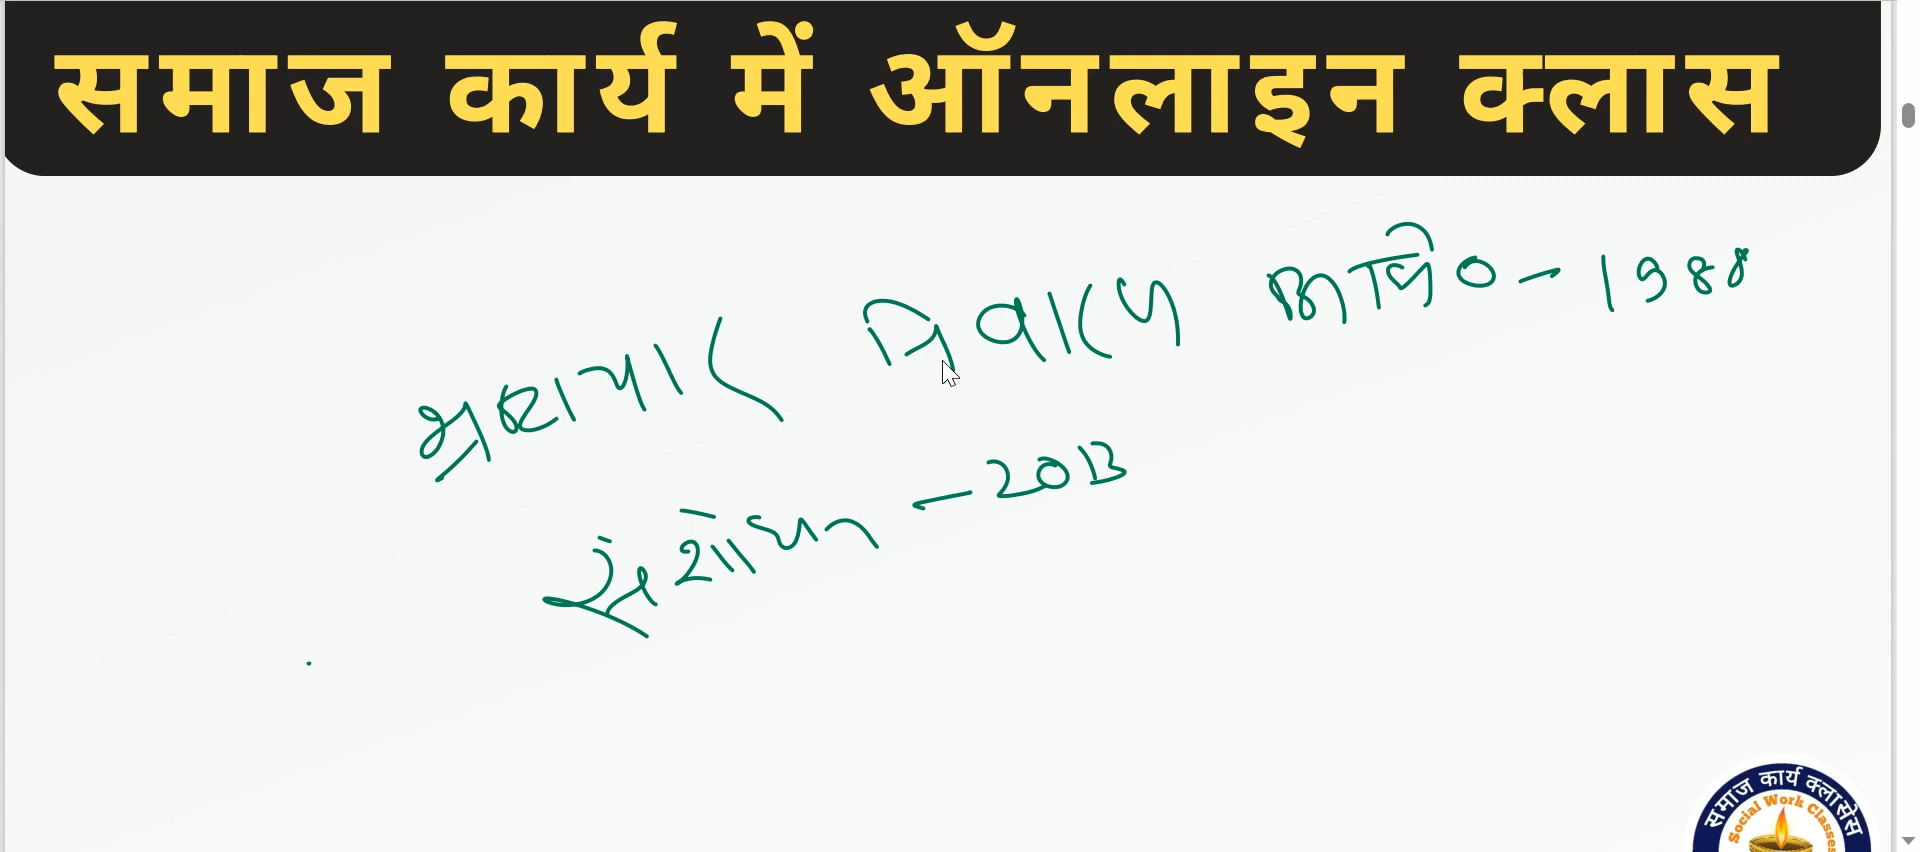 समाज कार्य में ऑनलाइन क्लास
भ्रष्टाचार निवारण अधि० - 1988
संशोधन - 2013
समाज कार्य क्लासेस
Social Work Classes